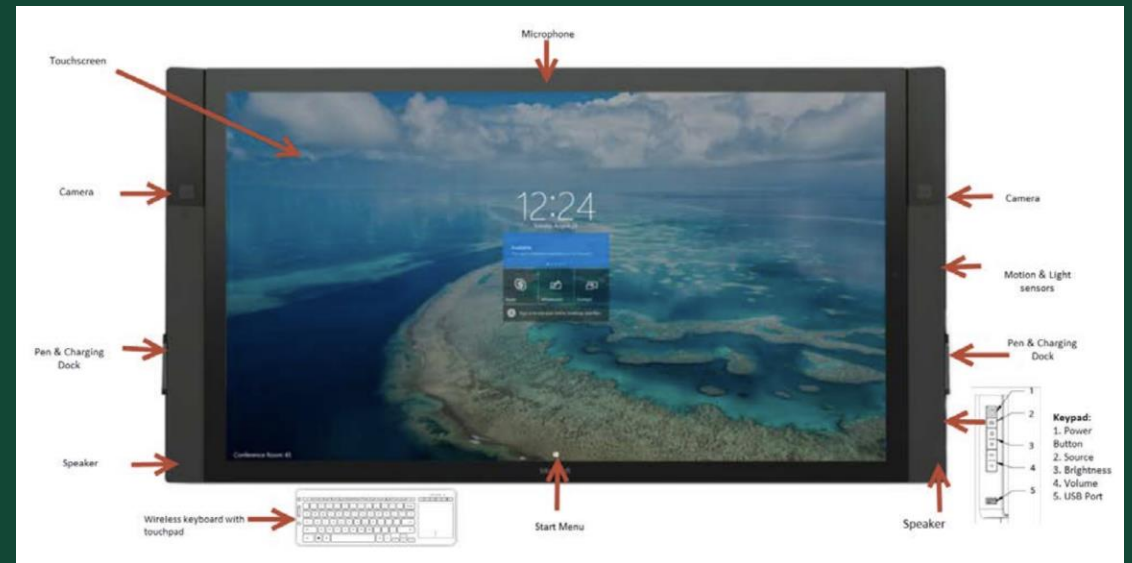 Microphone
Touchscreen
Camera
Camera
12:24
Motion & Light
sensors
Pen & Charging
Dock
Pen & Charging
Dock
1
2
3
4
5
Keypad:
1. Power
Button
2. Source
3. Brightness
4. Volume
5. USB Port
Conference Room 45
Speaker
Wireless keyboard with
touchpad
Start Menu
Speaker